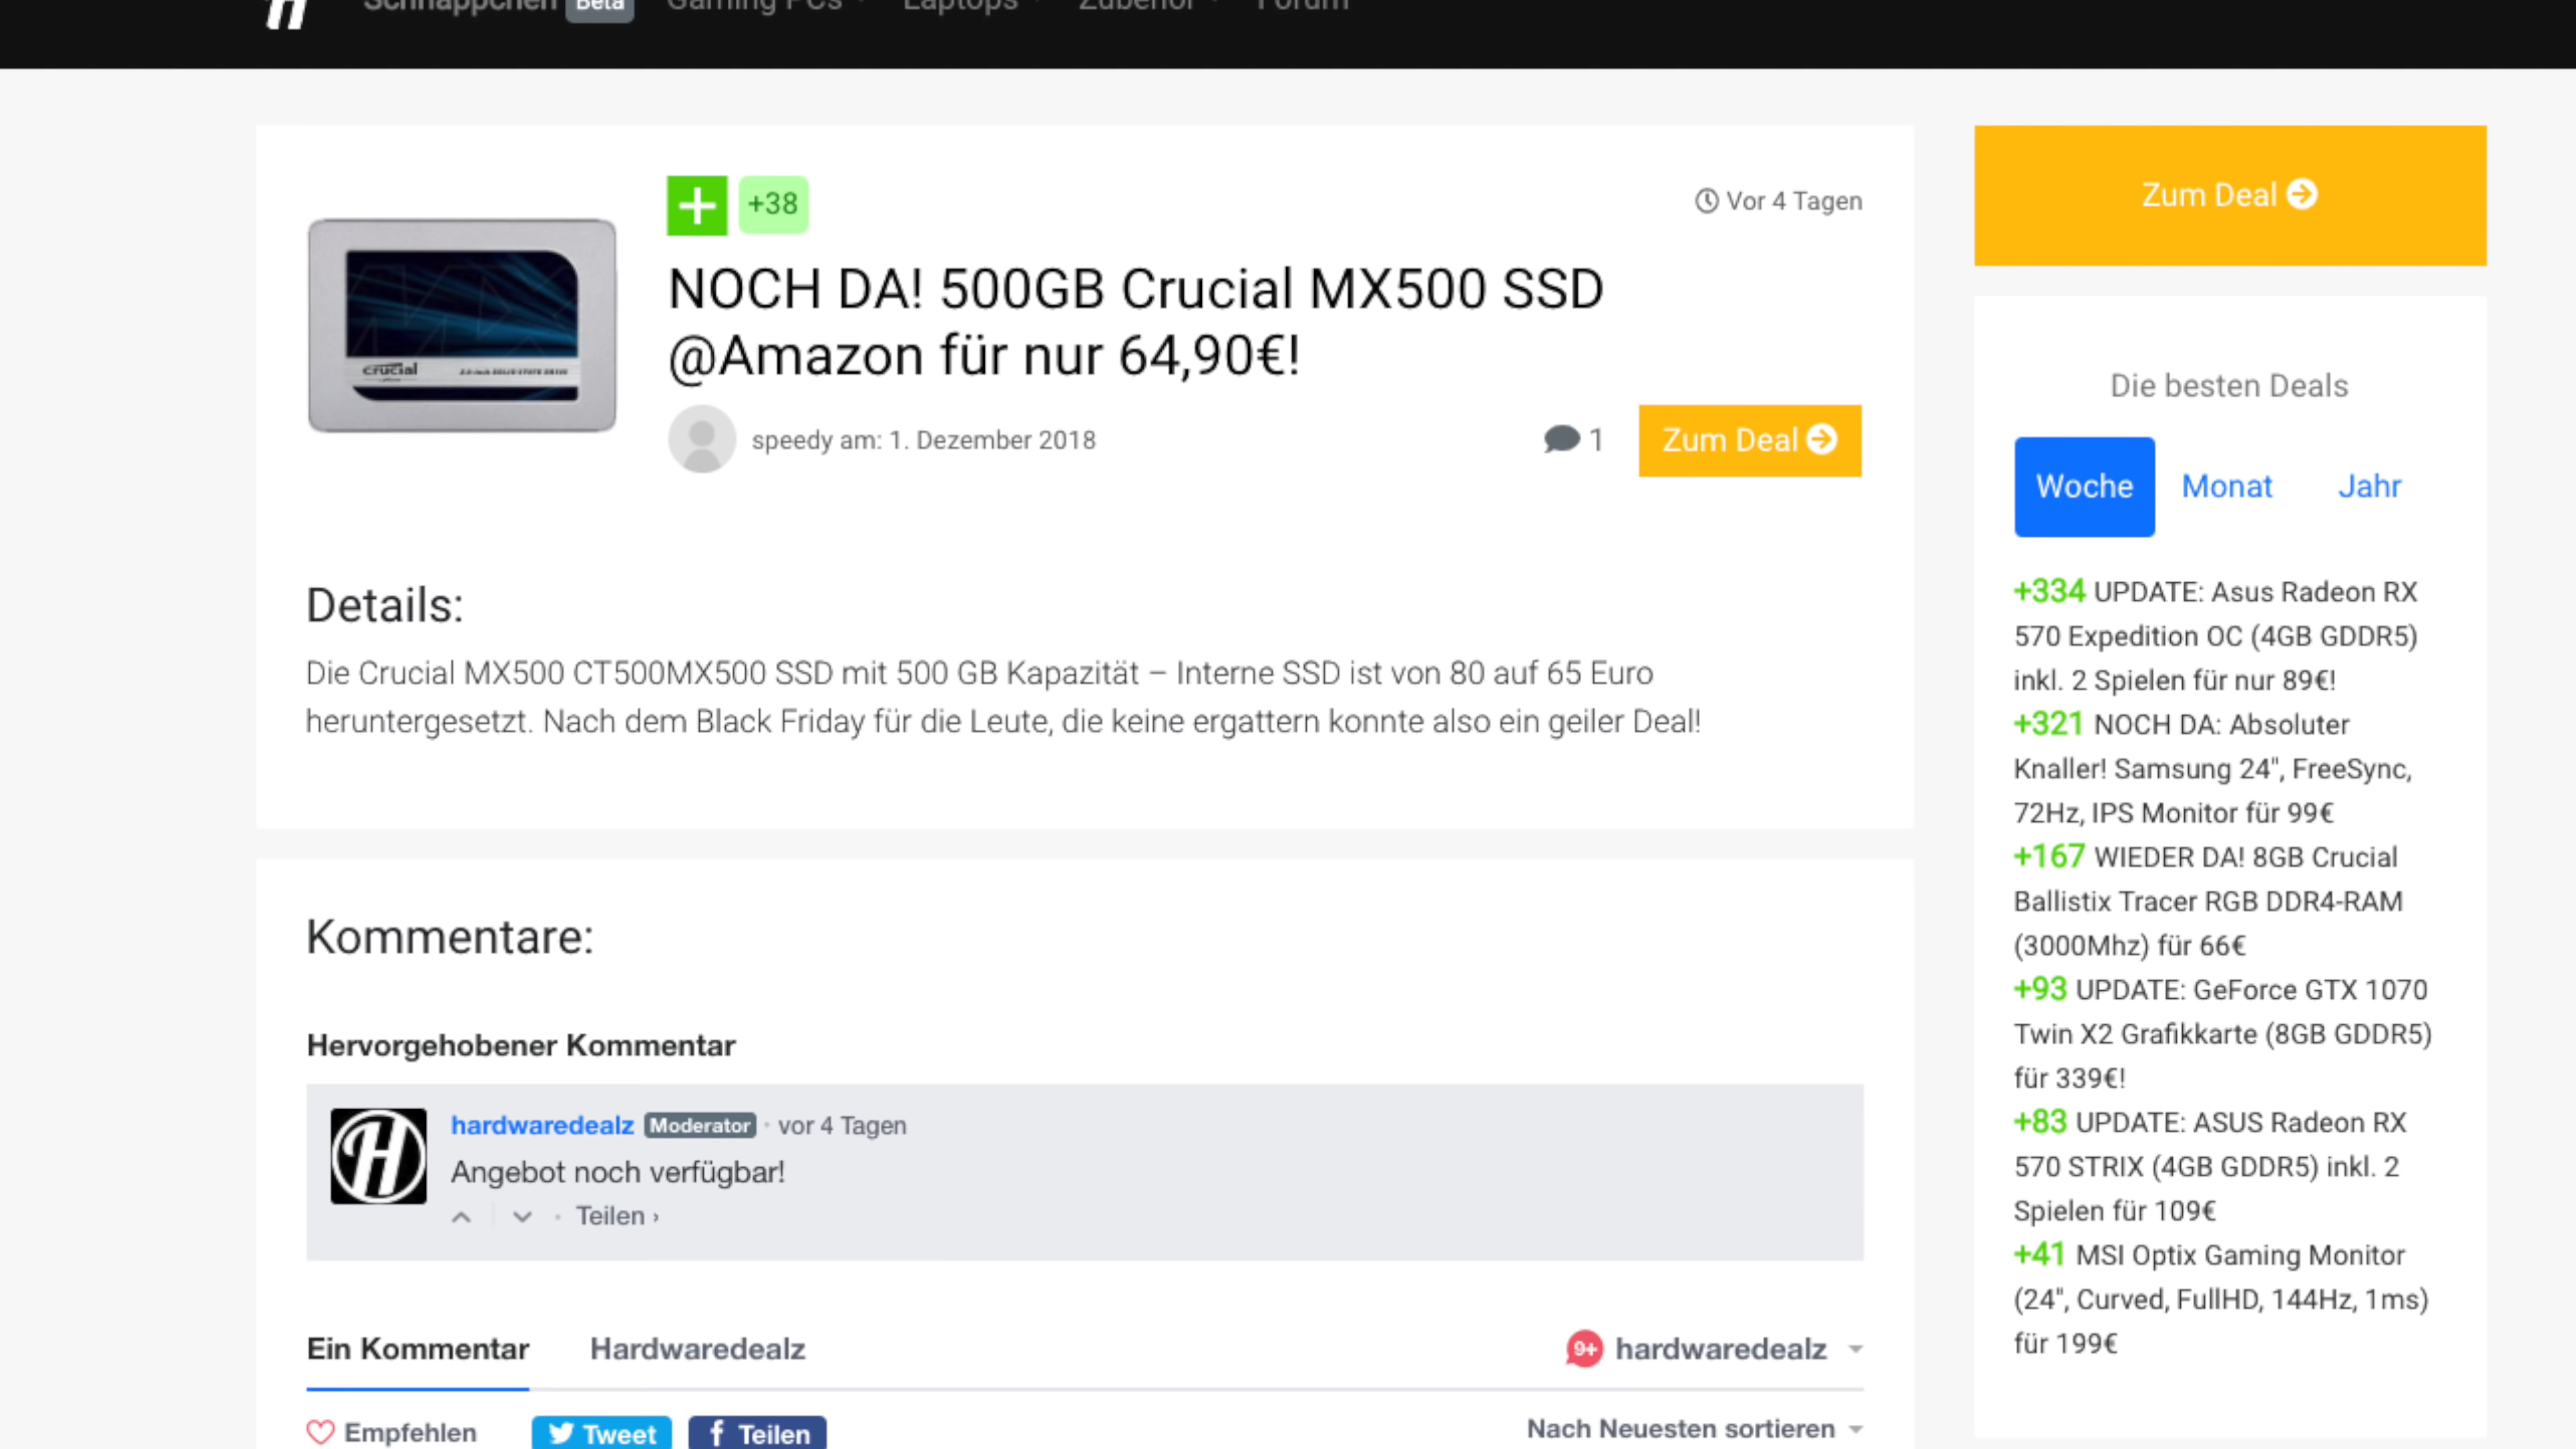 Schnäppchen Beta Gaming PCs Laptops Zubehör Forum
+38
Vor 4 Tagen
NOCH DA! 500GB Crucial MX500 SSD
@Amazon für nur 64,90€!
speedy am: 1. Dezember 2018
1
Zum Deal
crucial
Details:
Die Crucial MX500 CT500MX500 SSD mit 500 GB Kapazität – Interne SSD ist von 80 auf 65 Euro
heruntergesetzt. Nach dem Black Friday für die Leute, die keine ergattern konnte also ein geiler Deal!
Kommentare:
Hervorgehobener Kommentar
H
hardwaredealz Moderator · vor 4 Tagen
Angebot noch verfügbar!
Teilen ›
Ein Kommentar
Hardwaredealz
9+ hardwaredealz
Empfehlen
Tweet
f Teilen
Nach Neuesten sortieren
Zum Deal
Die besten Deals
Woche Monat Jahr
+334 UPDATE: Asus Radeon RX
570 Expedition OC (4GB GDDR5)
inkl. 2 Spielen für nur 89€!
+321 NOCH DA: Absoluter
Knaller! Samsung 24", FreeSync,
72Hz, IPS Monitor für 99€
+167 WIEDER DA! 8GB Crucial
Ballistix Tracer RGB DDR4-RAM
(3000Mhz) für 66€
+93 UPDATE: GeForce GTX 1070
Twin X2 Grafikkarte (8GB GDDR5)
für 339€!
+83 UPDATE: ASUS Radeon RX
570 STRIX (4GB GDDR5) inkl. 2
Spielen für 109€
+41 MSI Optix Gaming Monitor
(24", Curved, FullHD, 144Hz, 1ms)
für 199€